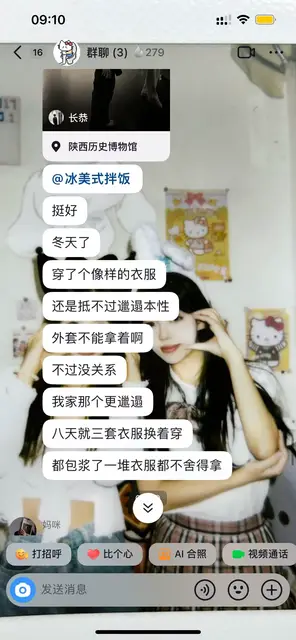 09:10
16
群聊 (3)
279
长恭
陕西历史博物馆
@冰美式拌饭
挺好
冬天了
穿了个像样的衣服
还是抵不过邋遢本性
外套不能拿着啊
不过没关系
我家那个更邋遢
八天就三套衣服换着穿
都包浆了一堆衣服都不舍得拿
妈咪
打招呼
比个心
AI 合照
视频通话
发送消息